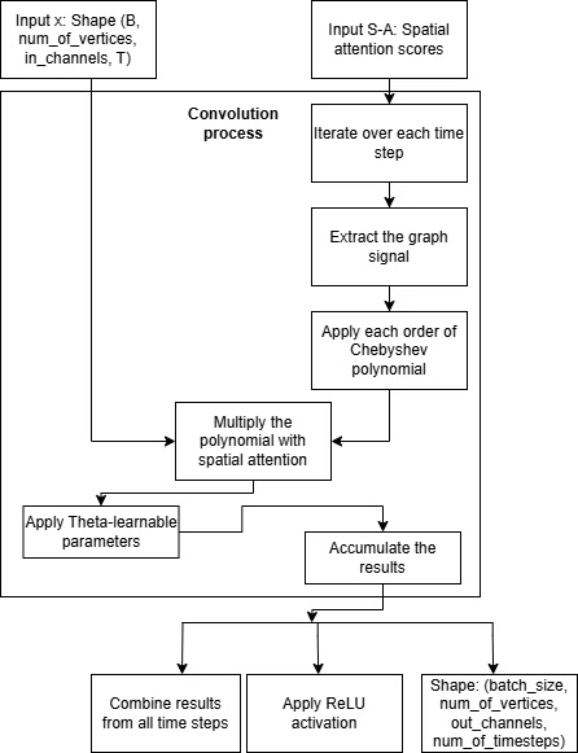 Input x: Shape (B,
num_of_vertices,
in_channels, T)
Input S-A: Spatial
attention scores
Convolution
process
Iterate over each time
step
Extract the graph
signal
Apply each order of
Chebyshev
polynomial
Multiply the
polynomial with
spatial attention
Apply Theta-learnable
parameters
Accumulate the
results
Combine results
from all time steps
Apply ReLU
activation
Shape: (batch_size,
num_of_vertices,
out_channels,
num_of_timesteps)